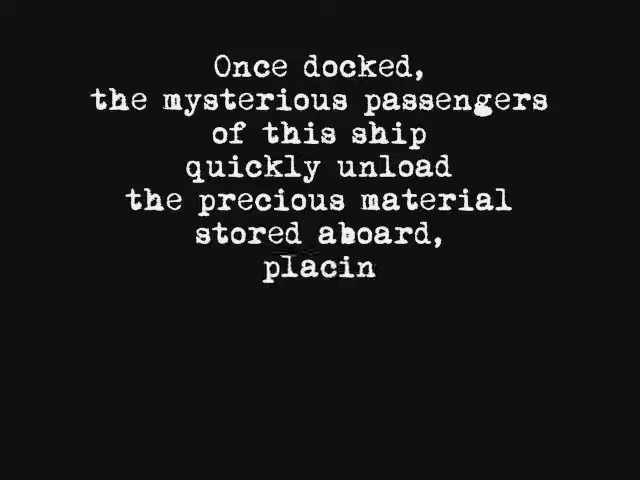 Once docked,
the mysterious passengers
of this ship
quickly unload
the precious material
stored aboard,
placin